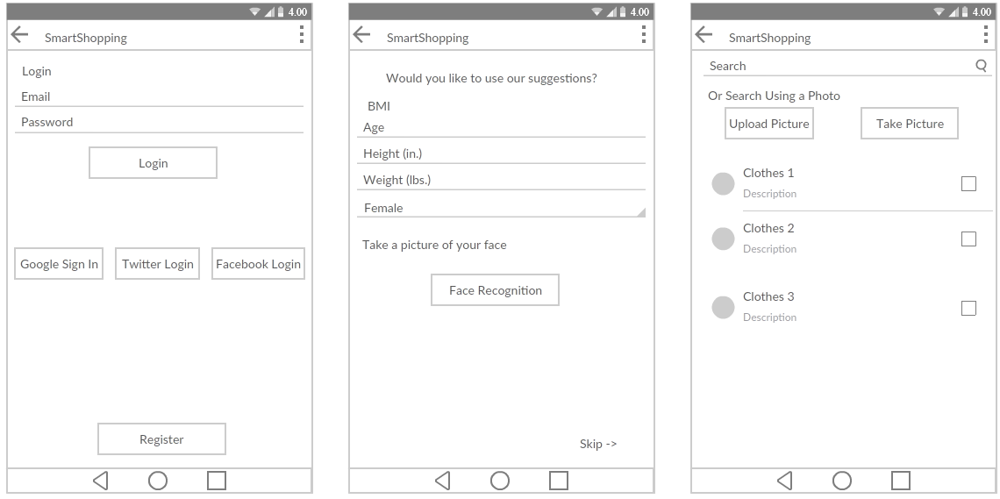 4.00
SmartShopping
Login
Email
Password
Login
Google Sign In
Twitter Login
Facebook Login
Register
4.00
SmartShopping
Would you like to use our suggestions?
BMI
Age
Height (in.)
Weight (lbs.)
Female
Take a picture of your face
Face Recognition
Skip ->
4.00
SmartShopping
Search
Or Search Using a Photo
Upload Picture
Take Picture
Clothes 1
Description
Clothes 2
Description
Clothes 3
Description